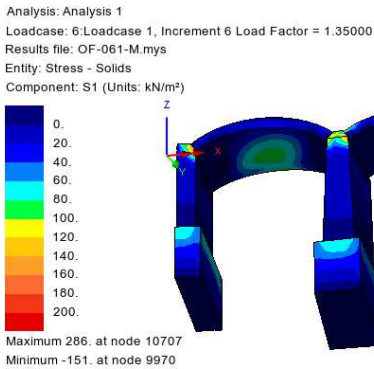 Analysis: Analysis 1
Loadcase: 6:Loadcase 1, Increment 6 Load Factor = 1.35000
Results file: OF-061-M.mys
Entity: Stress - Solids
Component: S1 (Units: kN/m²)
0.
20.
40.
60.
80.
100.
120.
140.
160.
180.
200.
Z
X
Y
Maximum 286. at node 10707
Minimum -151. at node 9970